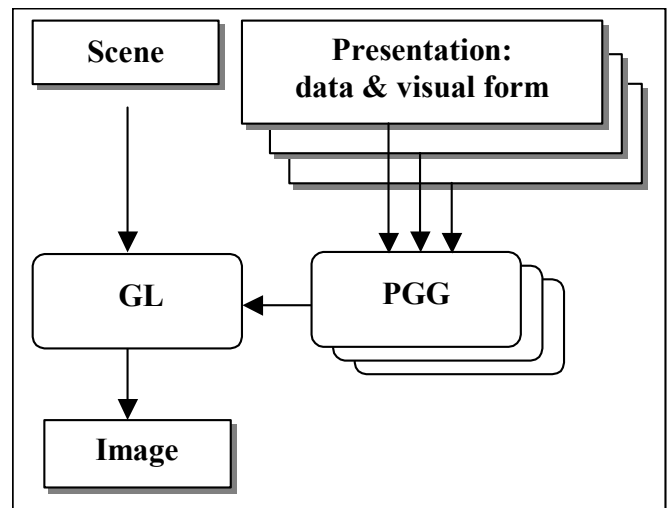 Scene
Presentation:
data & visual form
GL
PGG
Image